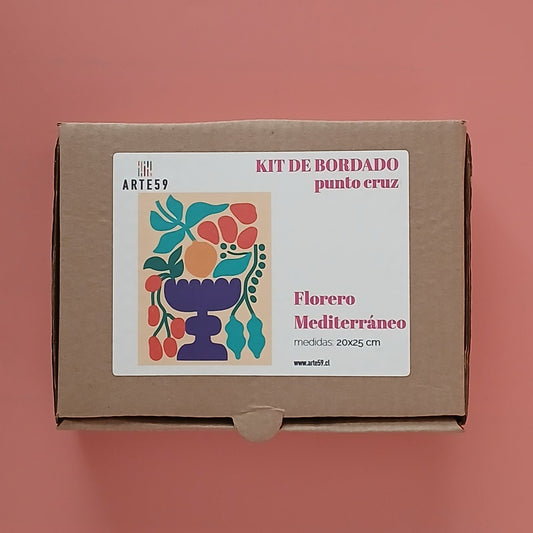 ARTE59
KIT DE BORDADO
punto cruz
Florero
Mediterráneo
medidas: 20x25 cm
www.arte59.cl